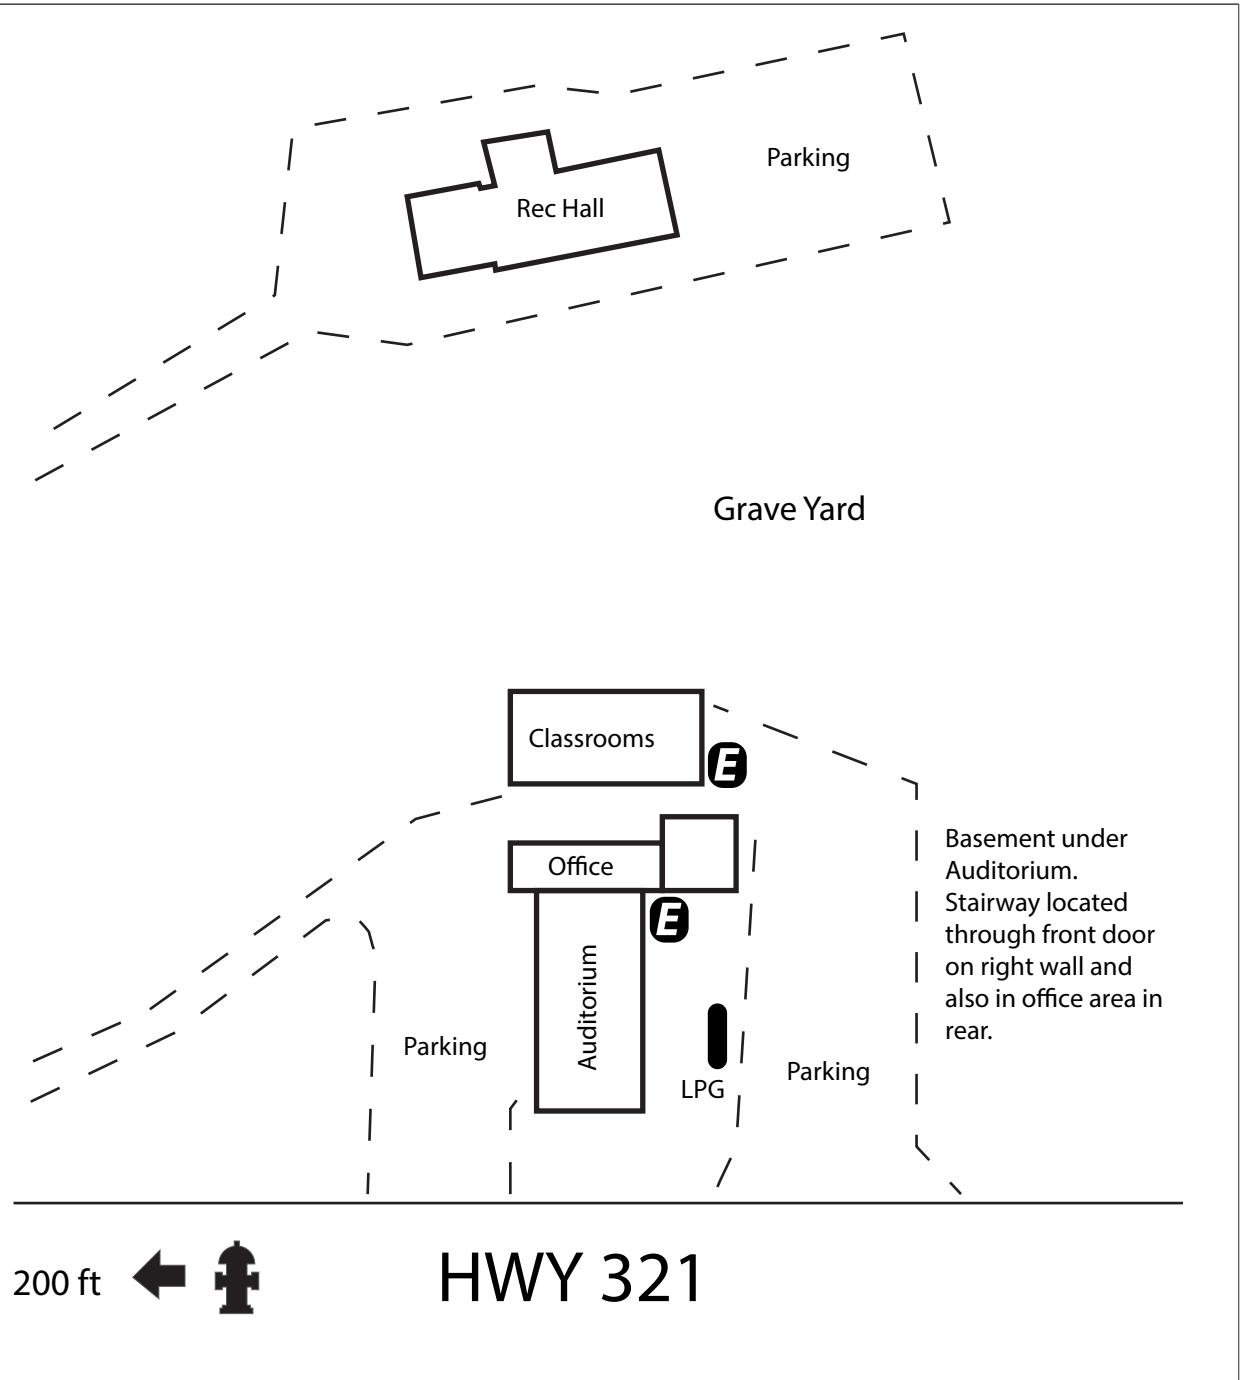 Parking
Rec Hall
Grave Yard
Classrooms
E
Office
E
Auditorium
Basement under
Auditorium.
Stairway located
through front door
on right wall and
also in office area in
rear.
Parking
LPG
Parking
200 ft
HWY 321